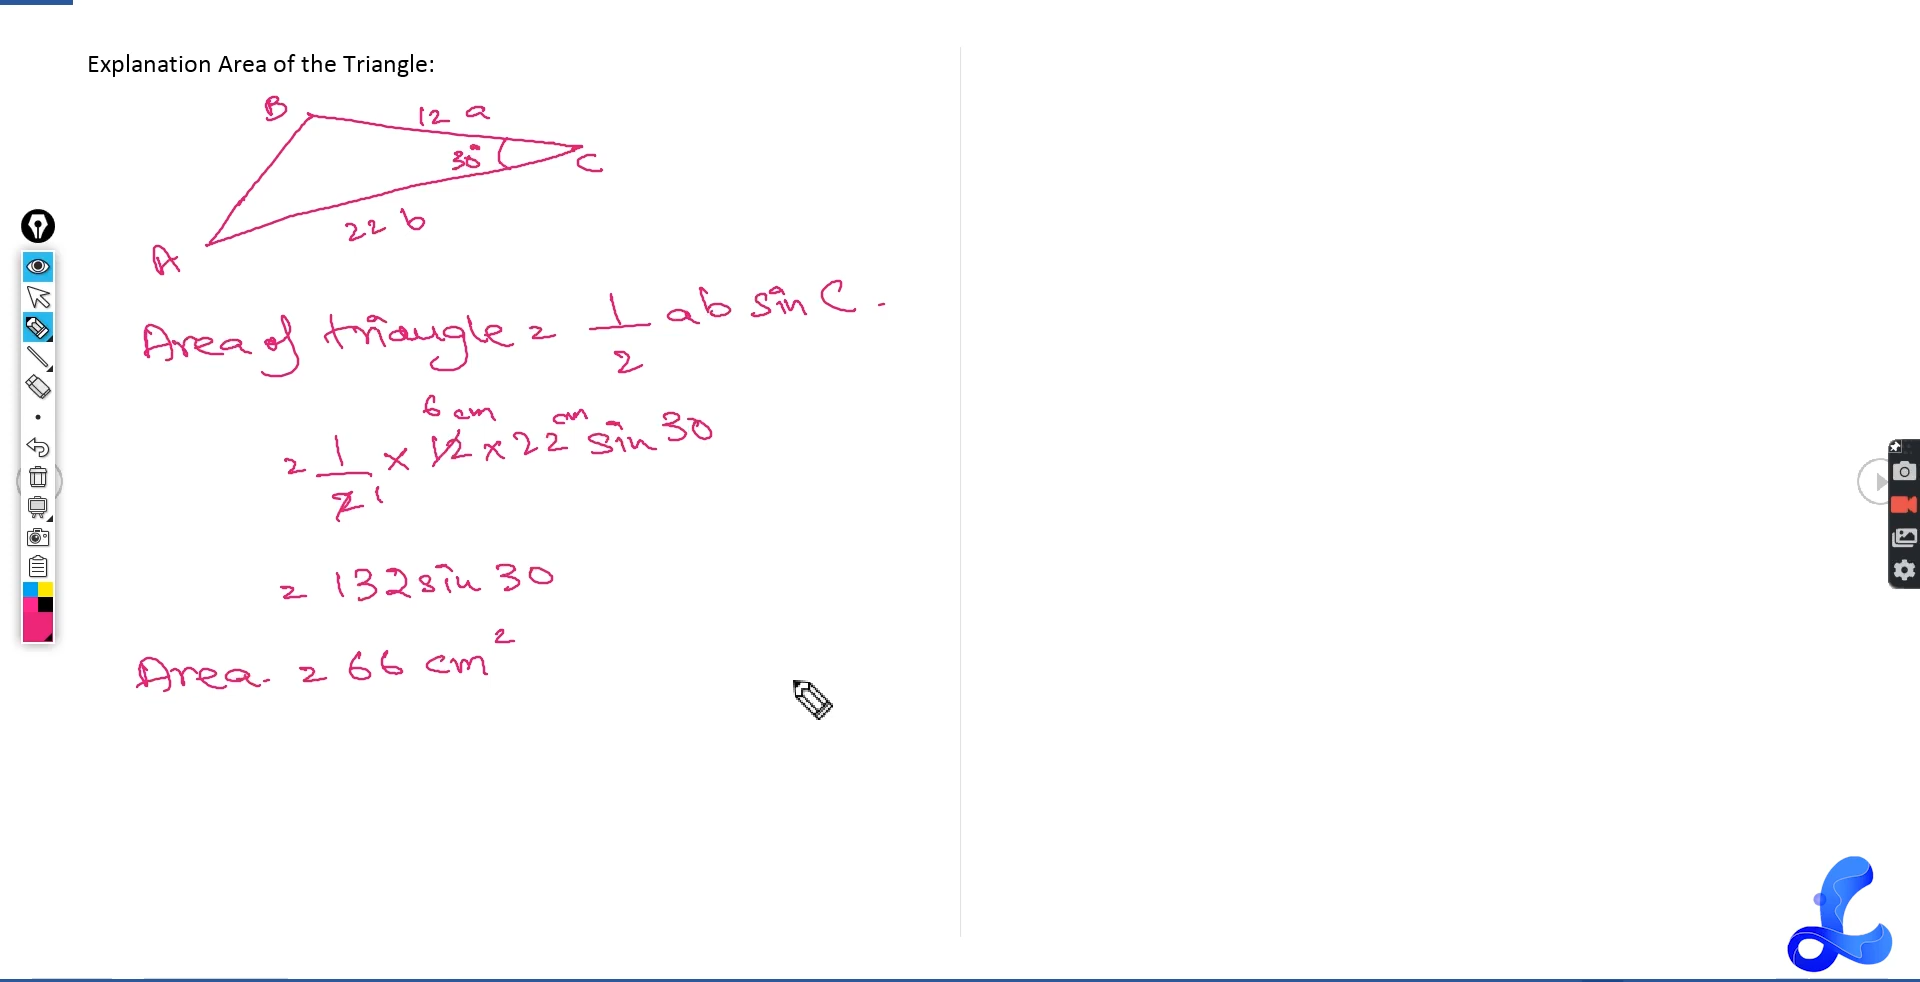 Explanation Area of the Triangle:
B
12 a
30°
C
22 b
A
Area of triangle = 1/2 ab sin C.
= 1/2 1 × 12 6 cm × 22 cm sin 30
= 132 sin 30
Area. = 66 cm²